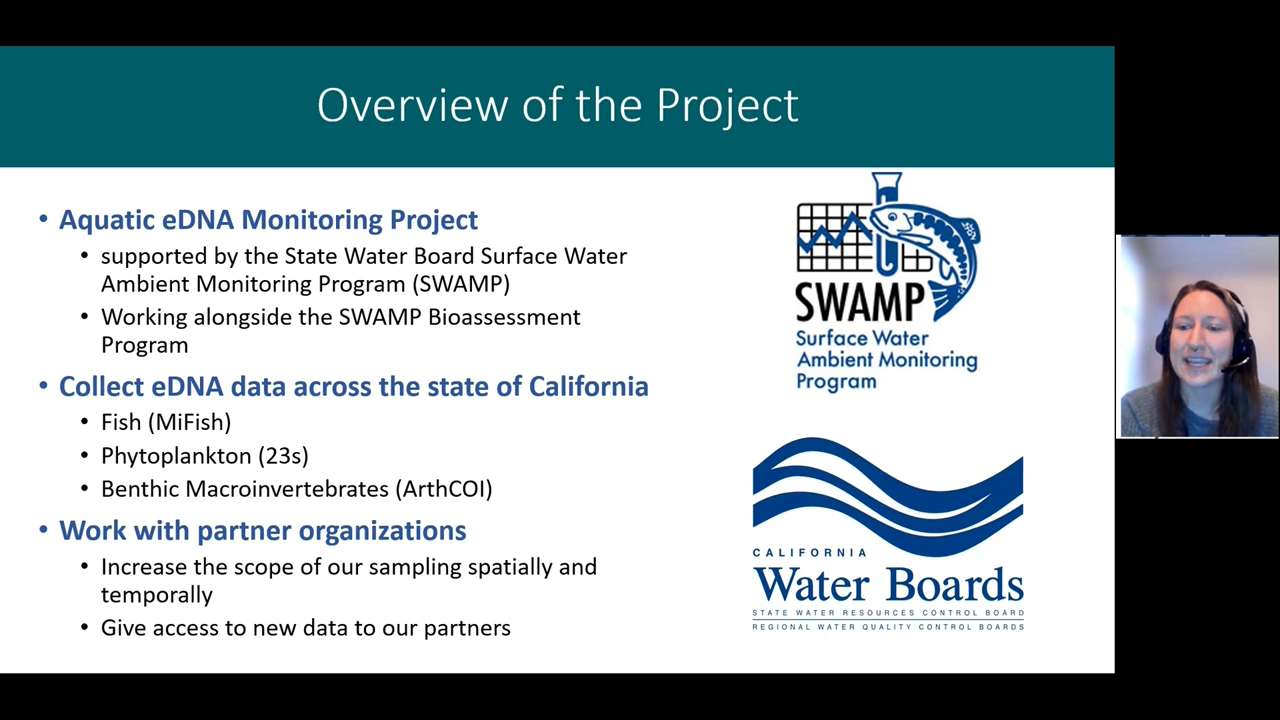 Overview of the Project
• Aquatic eDNA Monitoring Project
• supported by the State Water Board Surface Water
Ambient Monitoring Program (SWAMP)
• Working alongside the SWAMP Bioassessment
Program
• Collect eDNA data across the state of California
• Fish (MiFish)
• Phytoplankton (23s)
• Benthic Macroinvertebrates (ArthCOI)
• Work with partner organizations
• Increase the scope of our sampling spatially and
temporally
• Give access to new data to our partners
SWAMP
Surface Water
Ambient Monitoring
Program
CALIFORNIA
Water Boards
STATE WATER RESOURCES CONTROL BOARD
REGIONAL WATER QUALITY CONTROL BOARDS